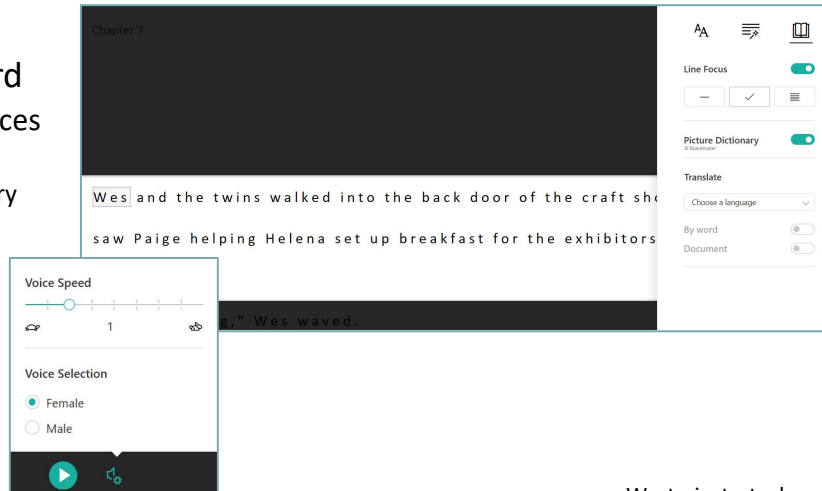 Chapter 7
Line Focus
Picture Dictionary
© Boardmaker
Translate
Choose a language
By word
Document
Wes and the twins walked into the back door of the craft sho
saw Paige helping Helena set up breakfast for the exhibitors
g," Wes waved.
rd
ces
ry
Voice Speed
1
Voice Selection
Female
Male